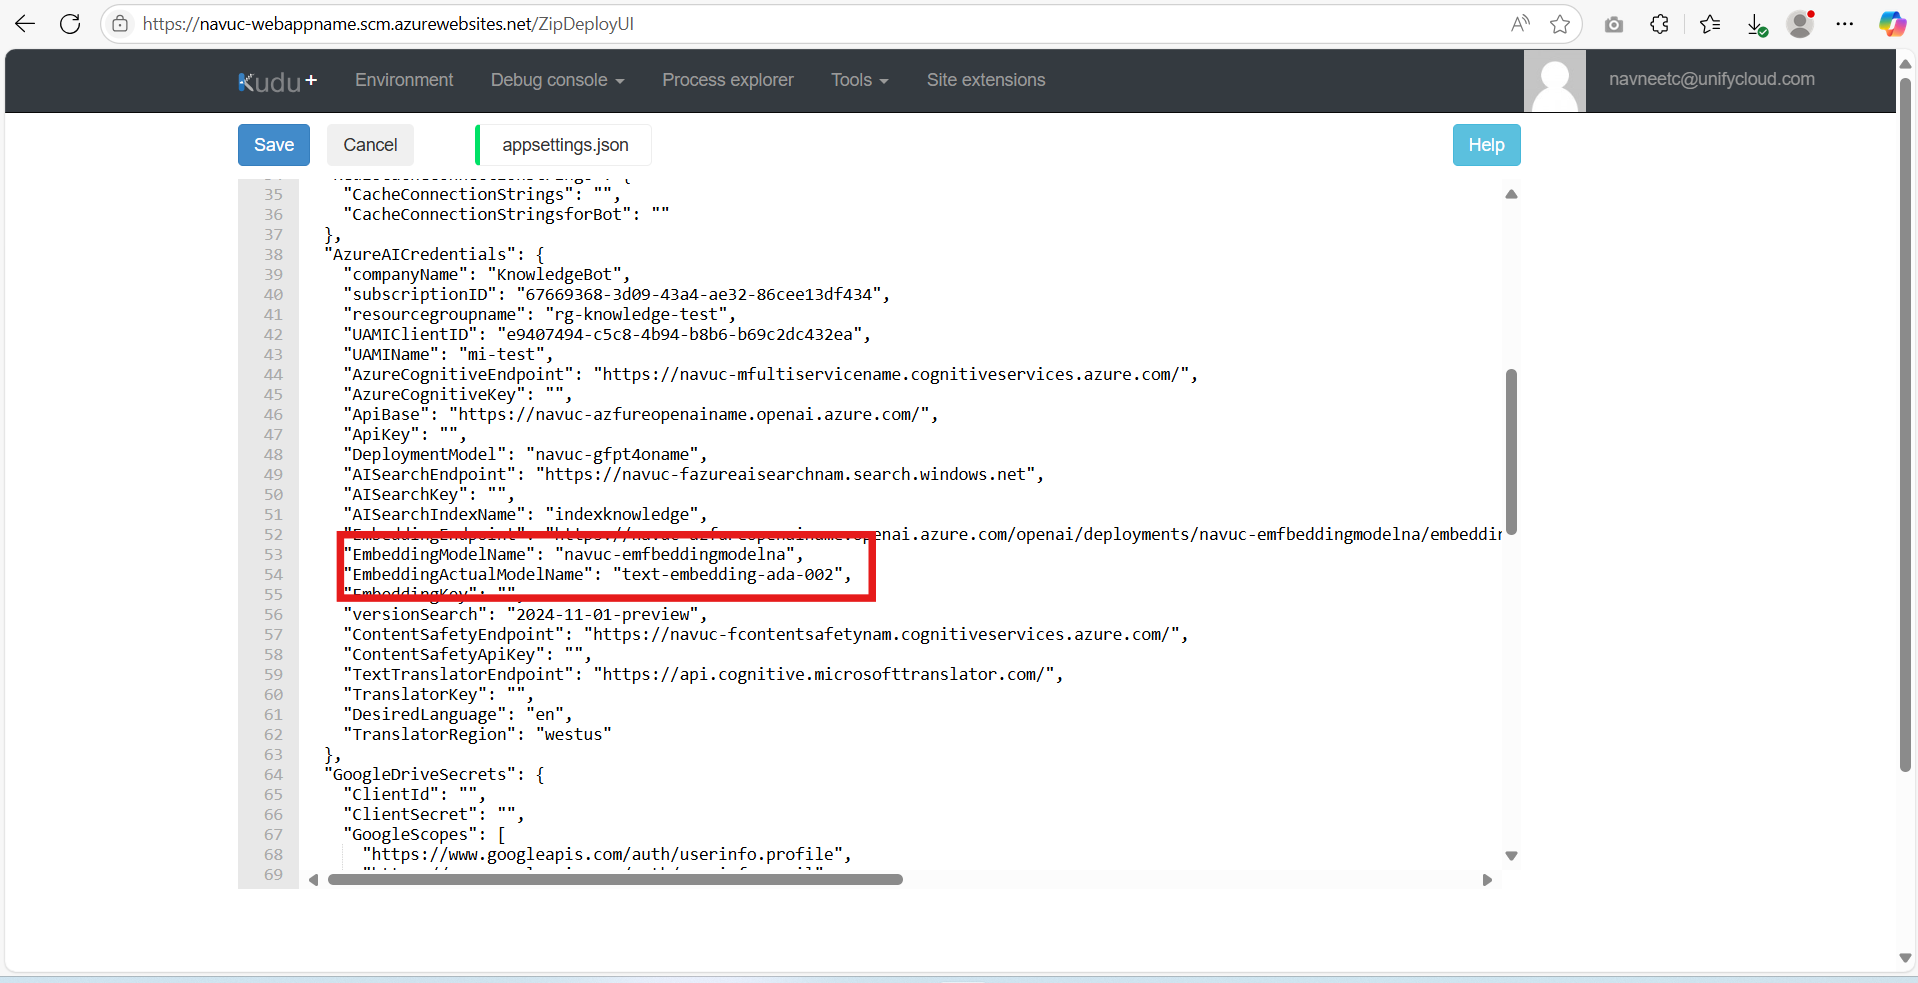 https://navuc-webappname.scm.azurewebsites.net/ZipDeployUI
Kudu+ Environment Debug console Process explorer Tools Site extensions navneetc@unifycloud.com
Save Cancel appsettings.json Help
35 "CacheConnectionStrings": "",
36 "CacheConnectionStringsforBot": ""
37 },
38 "AzureAICredentials": {
39 "companyName": "KnowledgeBot",
40 "subscriptionID": "67669368-3d09-43a4-ae32-86cee13df434",
41 "resourcegroupname": "rg-knowledge-test",
42 "UAMIClientID": "e9407494-c5c8-4b94-b8b6-b69c2dc432ea",
43 "UAMIName": "mi-test",
44 "AzureCognitiveEndpoint": "https://navuc-mfultiservicename.cognitiveservices.azure.com/",
45 "AzureCognitiveKey": "",
46 "ApiBase": "https://navuc-azfureopenainame.openai.azure.com/",
47 "ApiKey": "",
48 "DeploymentModel": "navuc-gfpt4oname",
49 "AISearchEndpoint": "https://navuc-fazureaisearchnam.search.windows.net",
50 "AISearchKey": "",
51 "AISearchIndexName": "indexknowledge",
52 "EmbeddingEndpoint": "https://navuc-azfureopenainame.openai.azure.com/openai/deployments/navuc-emfbeddingmodelna/embeddin
53 "EmbeddingModelName": "navuc-emfbeddingmodelna",
54 "EmbeddingActualModelName": "text-embedding-ada-002",
55 "EmbeddingKey": ""
56 "versionSearch": "2024-11-01-preview",
57 "ContentSafetyEndpoint": "https://navuc-fcontentsafetynam.cognitiveservices.azure.com/",
58 "ContentSafetyApiKey": "",
59 "TextTranslatorEndpoint": "https://api.cognitive.microsofttranslator.com/",
60 "TranslatorKey": "",
61 "DesiredLanguage": "en",
62 "TranslatorRegion": "westus"
63 },
64 "GoogleDriveSecrets": {
65 "ClientId": "",
66 "ClientSecret": "",
67 "GoogleScopes": [
68 "https://www.googleapis.com/auth/userinfo.profile",
69